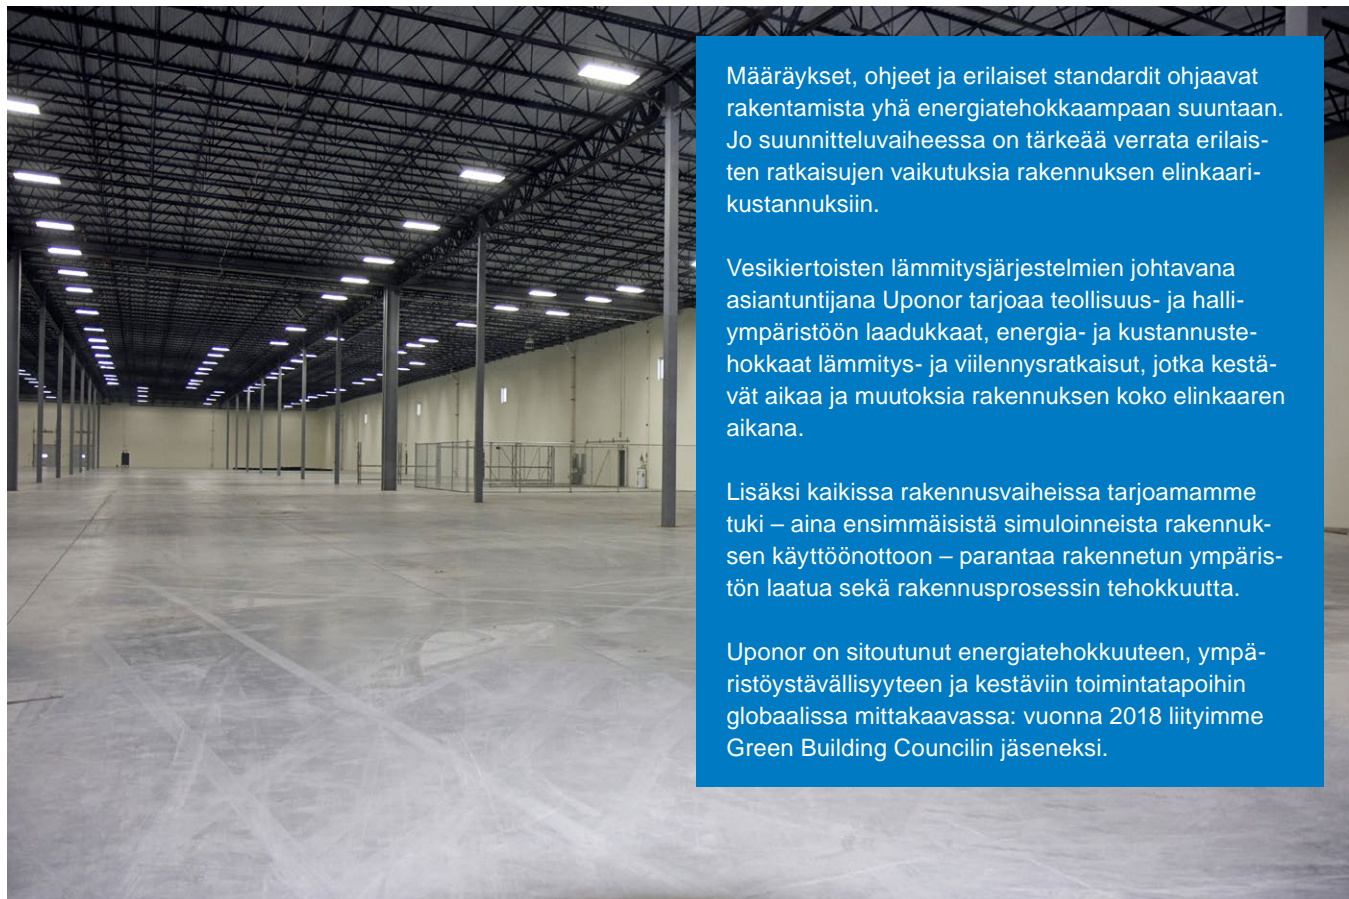 Määräykset, ohjeet ja erilaiset standardit ohjaavat
rakentamista yhä energiatehokkaampaan suuntaan.
Jo suunnitteluvaiheessa on tärkeää verrata erilais-
ten ratkaisujen vaikutuksia rakennuksen elinkaari-
kustannuksiin.

Vesikiertoisten lämmitysjärjestelmien johtavana
asiantuntijana Uponor tarjoaa teollisuus- ja halli-
ympäristöön laadukkaat, energia- ja kustannuste-
hokkaat lämmitys- ja viilennysratkaisut, jotka kestä-
vät aikaa ja muutoksia rakennuksen koko elinkaaren
aikana.

Lisäksi kaikissa rakennusvaiheissa tarjoamamme
tuki – aina ensimmäisistä simuloinneista rakennuk-
sen käyttöönottoon – parantaa rakennetun ympäris-
tön laatua sekä rakennusprosessin tehokkuutta.

Uponor on sitoutunut energiatehokkuuteen, ympä-
ristöystävällisyyteen ja kestäviin toimintatapoihin
globaalissa mittakaavassa: vuonna 2018 liityimme
Green Building Councilin jäseneksi.